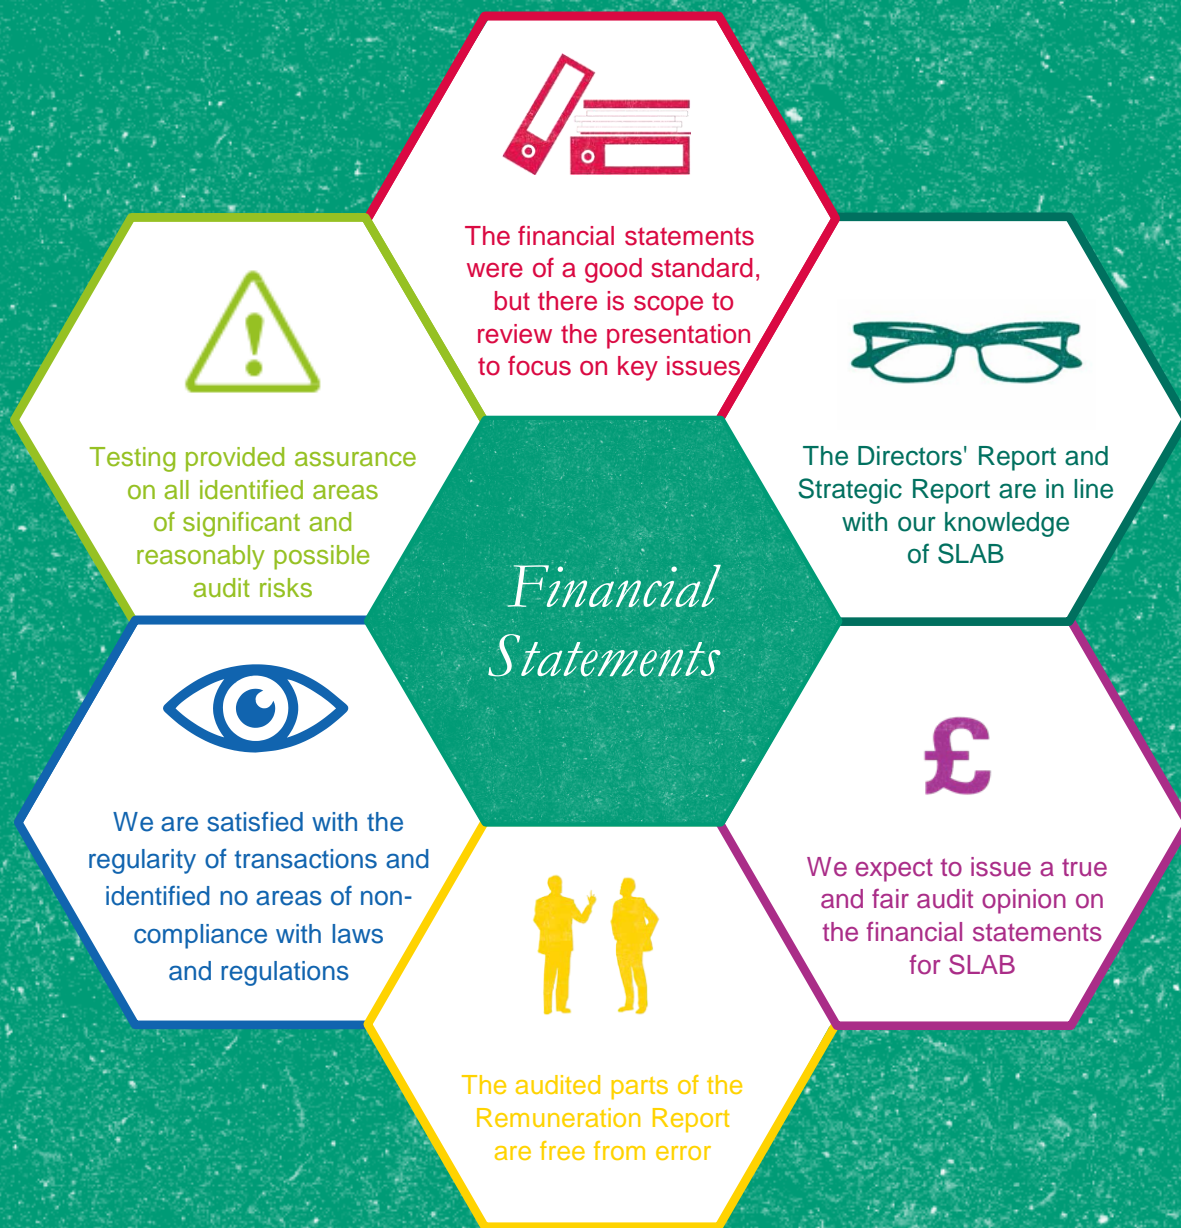 The financial statements
were of a good standard,
but there is scope to
review the presentation
to focus on key issues
Testing provided assurance
on all identified areas
of significant and
reasonably possible
audit risks
The Directors' Report and
Strategic Report are in line
with our knowledge
of SLAB
Financial
Statements
We are satisfied with the
regularity of transactions and
identified no areas of non-
compliance with laws
and regulations
£
We expect to issue a true
and fair audit opinion on
the financial statements
for SLAB
The audited parts of the
Remuneration Report
are free from error